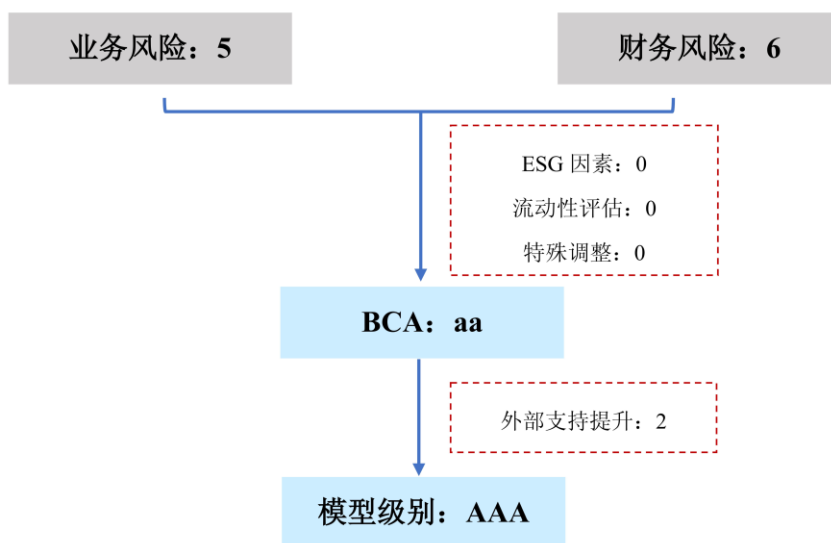 业务风险：5
财务风险：6
ESG 因素：0
流动性评估：0
特殊调整：0
BCA：aa
外部支持提升：2
模型级别：AAA